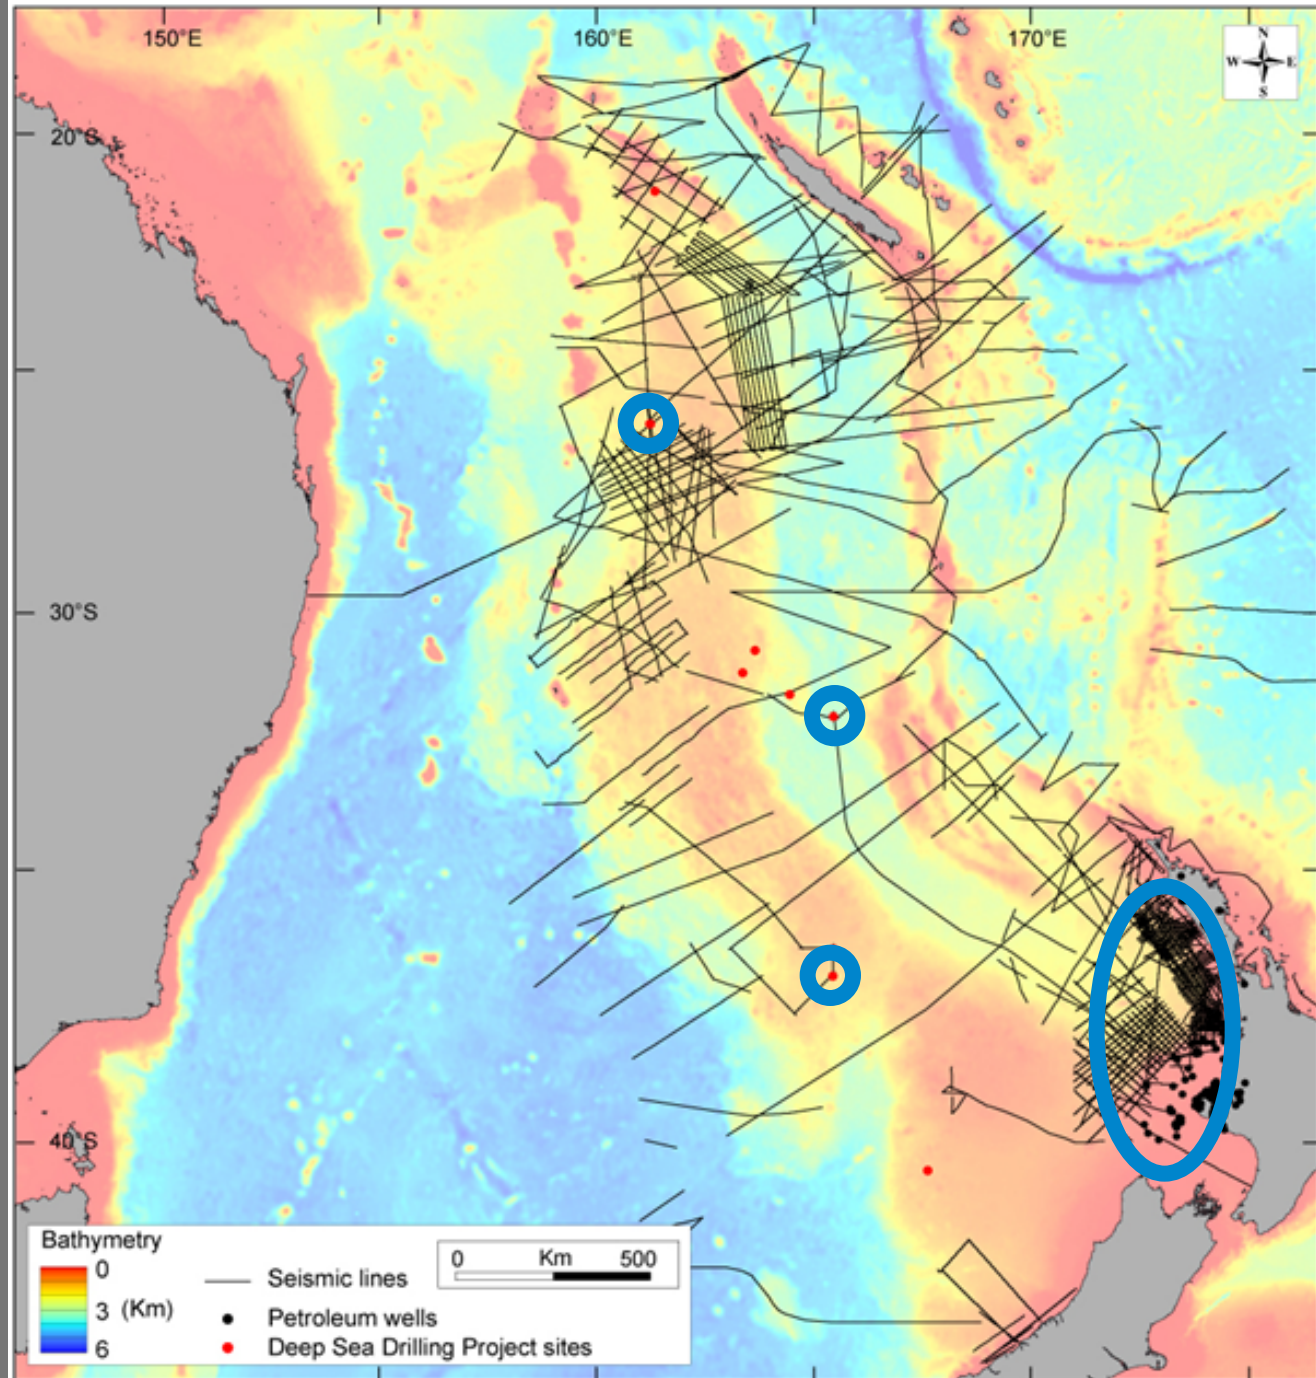 150°E
160°E
170°E
N
W E
S
20°S
30°S
40°S
Bathymetry
0
3 (Km)
6
0 Km 500
Seismic lines
Petroleum wells
Deep Sea Drilling Project sites